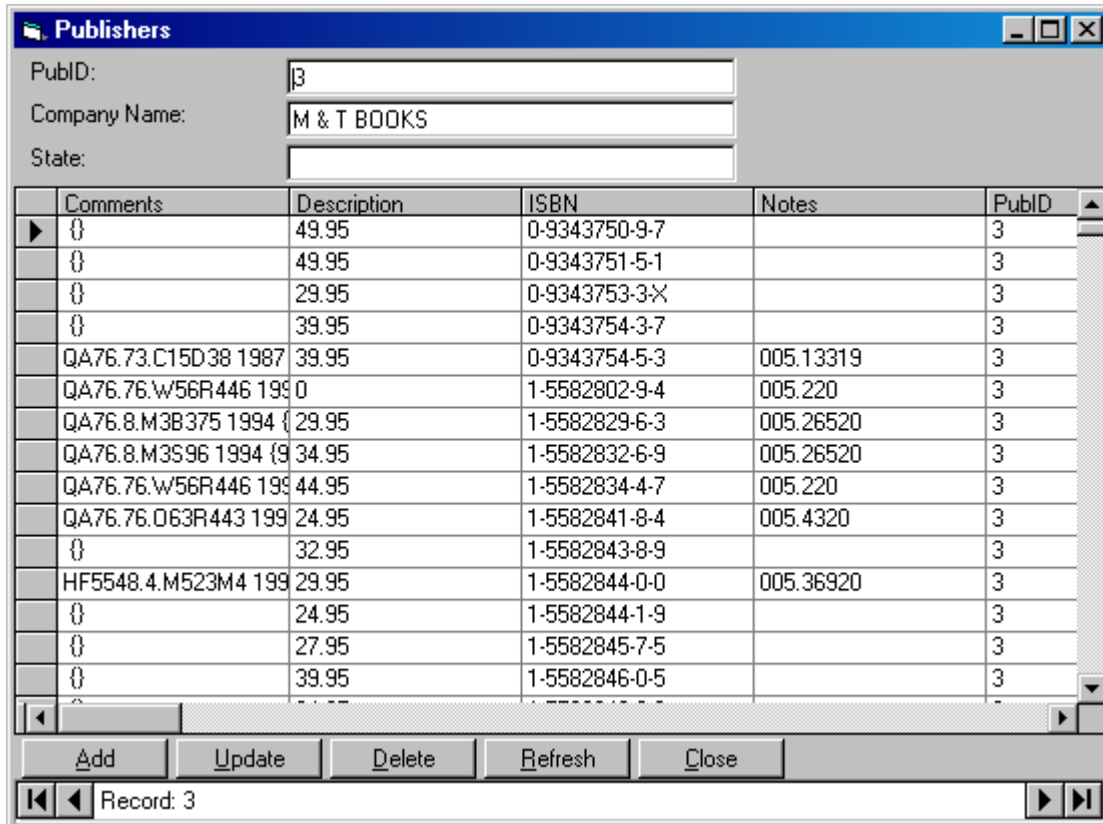 Publishers
PubID: 3
Company Name: M & T BOOKS
State:
Comments Description ISBN Notes PubID
{} 49.95 0-9343750-9-7 3
{} 49.95 0-9343751-5-1 3
{} 29.95 0-9343753-3-X 3
{} 39.95 0-9343754-3-7 3
QA76.73.C15D38 1987 39.95 0-9343754-5-3 005.13319 3
QA76.76.W56R446 199 0 1-5582802-9-4 005.220 3
QA76.8.M3B375 1994 { 29.95 1-5582829-6-3 005.26520 3
QA76.8.M3S96 1994 {9 34.95 1-5582832-6-9 005.26520 3
QA76.76.W56R446 199 44.95 1-5582834-4-7 005.220 3
QA76.76.O63R443 199 24.95 1-5582841-8-4 005.4320 3
{} 32.95 1-5582843-8-9 3
HF5548.4.M523M4 199 29.95 1-5582844-0-0 005.36920 3
{} 24.95 1-5582844-1-9 3
{} 27.95 1-5582845-7-5 3
{} 39.95 1-5582846-0-5 3
Add Update Delete Refresh Close
Record: 3